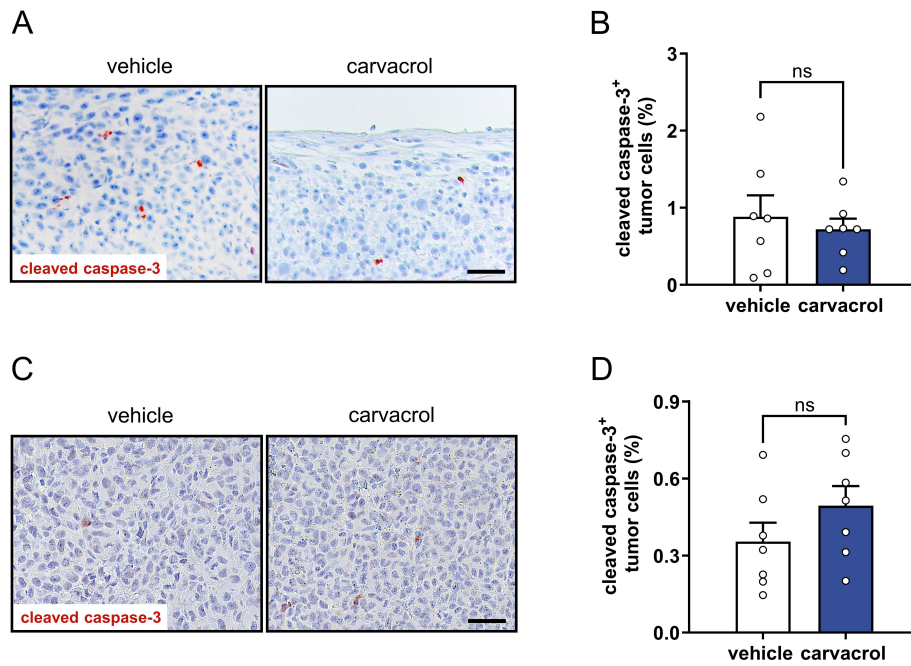 A
vehicle
carvacrol
cleaved caspase-3
B
cleaved caspase-3⁺
tumor cells (%)
3
2
1
0
ns
vehicle carvacrol
C
vehicle
carvacrol
cleaved caspase-3
D
cleaved caspase-3⁺
tumor cells (%)
0.9
0.6
0.3
0.0
ns
vehicle carvacrol